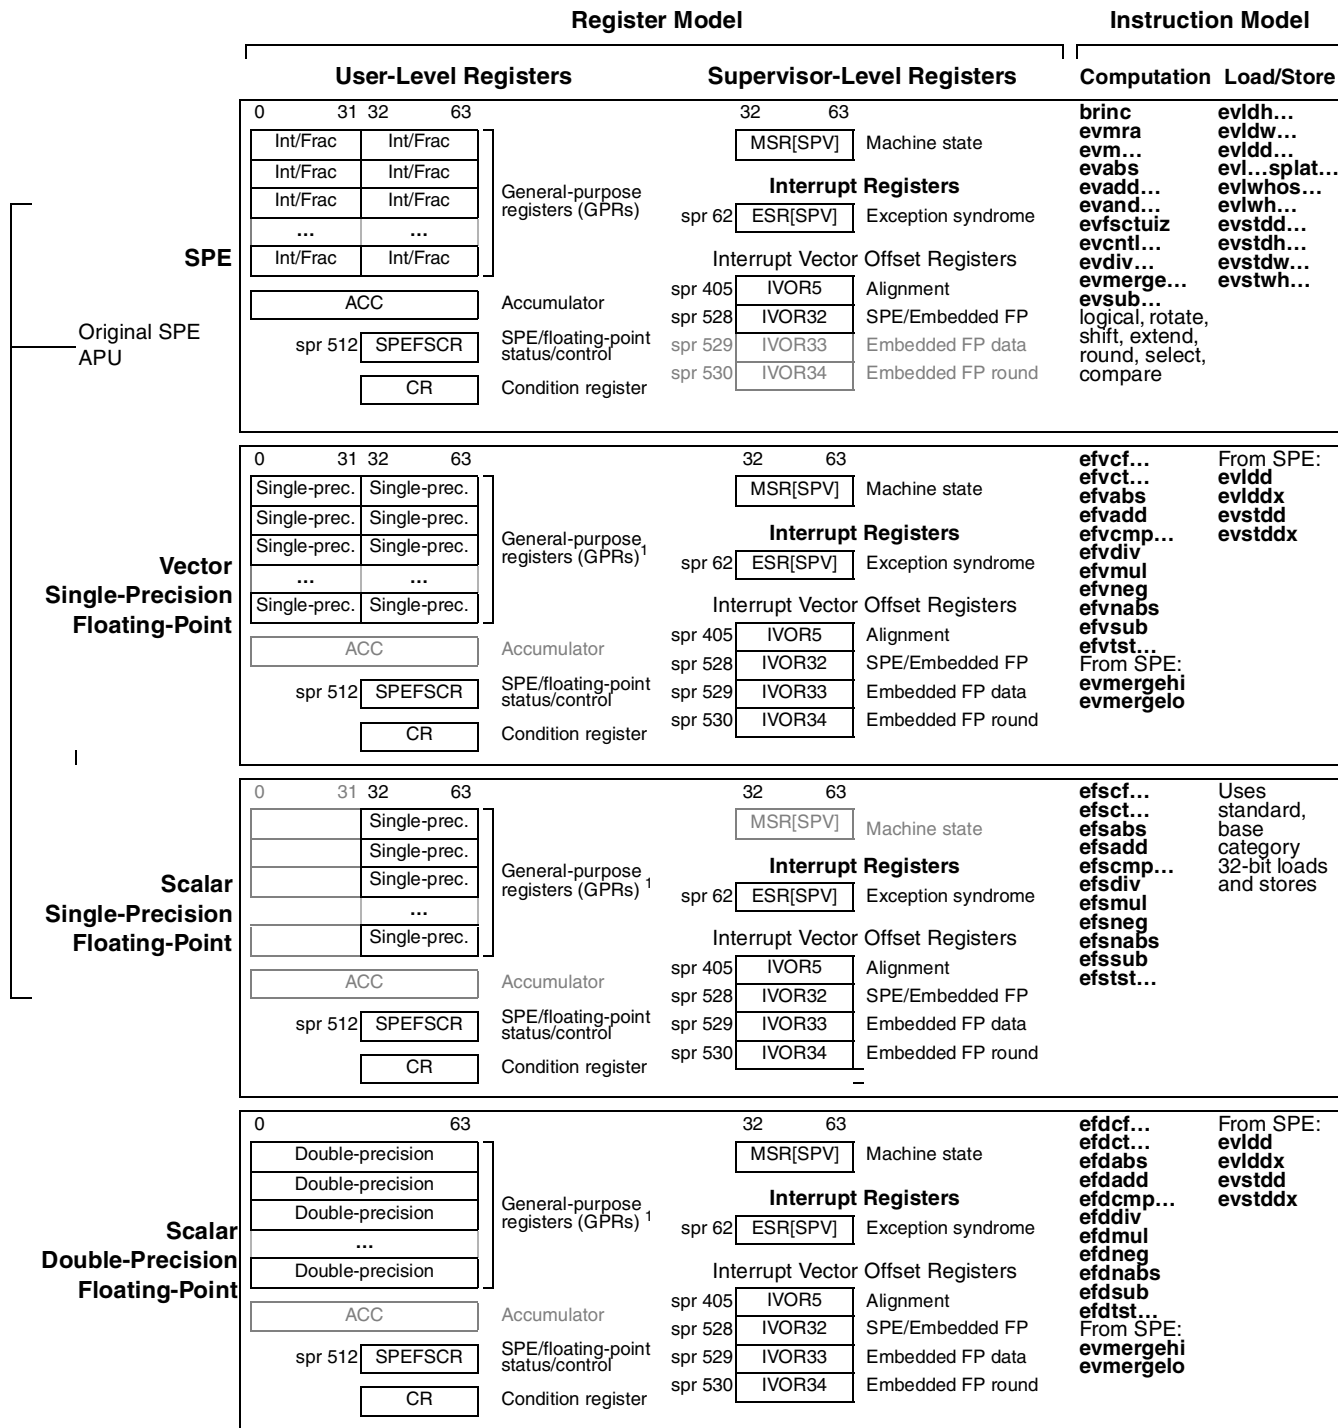 Register Model Instruction Model
User-Level Registers Supervisor-Level Registers Computation Load/Store
SPE
Original SPE
APU
0 31 32 63
Int/Frac Int/Frac
Int/Frac Int/Frac
Int/Frac Int/Frac
... ...
Int/Frac Int/Frac
General-purpose
registers (GPRs)
ACC Accumulator
spr 512 SPEFSCR SPE/floating-point
status/control
CR Condition register
32 63
MSR[SPV] Machine state
Interrupt Registers
spr 62 ESR[SPV] Exception syndrome
Interrupt Vector Offset Registers
spr 405 IVOR5 Alignment
spr 528 IVOR32 SPE/Embedded FP
spr 529 IVOR33 Embedded FP data
spr 530 IVOR34 Embedded FP round
brinc
evmra
evm...
evabs
evadd...
evand...
evfsctuiz
evcntl...
evdiv...
evmerge...
evsub...
logical, rotate,
shift, extend,
round, select,
compare
evldh...
evldw...
evldd...
evl...splat...
evlwhos...
evlwh...
evstdd...
evstdh...
evstdw...
evstwh...
Vector
Single-Precision
Floating-Point
0 31 32 63
Single-prec. Single-prec.
Single-prec. Single-prec.
Single-prec. Single-prec.
... ...
Single-prec. Single-prec.
General-purpose
registers (GPRs)1
ACC Accumulator
spr 512 SPEFSCR SPE/floating-point
status/control
CR Condition register
32 63
MSR[SPV] Machine state
Interrupt Registers
spr 62 ESR[SPV] Exception syndrome
Interrupt Vector Offset Registers
spr 405 IVOR5 Alignment
spr 528 IVOR32 SPE/Embedded FP
spr 529 IVOR33 Embedded FP data
spr 530 IVOR34 Embedded FP round
efvcf...
efvct...
efvabs
efvadd
efvcmp...
efvdiv
efvmul
efvneg
efvnabs
efvsub
efvtst...
From SPE:
evmergehi
evmergelo
From SPE:
evldd
evlddx
evstdd
evstddx
Scalar
Single-Precision
Floating-Point
0 31 32 63
Single-prec.
Single-prec.
Single-prec.
...
Single-prec.
General-purpose
registers (GPRs) 1
ACC Accumulator
spr 512 SPEFSCR SPE/floating-point
status/control
CR Condition register
32 63
MSR[SPV] Machine state
Interrupt Registers
spr 62 ESR[SPV] Exception syndrome
Interrupt Vector Offset Registers
spr 405 IVOR5 Alignment
spr 528 IVOR32 SPE/Embedded FP
spr 529 IVOR33 Embedded FP data
spr 530 IVOR34 Embedded FP round
efscf...
efsct...
efsabs
efsadd
efscmp...
efsdiv
efsmul
efsneg
efsnabs
efssub
efstst...
Uses
standard,
base
category
32-bit loads
and stores
Scalar
Double-Precision
Floating-Point
0 63
Double-precision
Double-precision
Double-precision
...
Double-precision
General-purpose
registers (GPRs) 1
ACC Accumulator
spr 512 SPEFSCR SPE/floating-point
status/control
CR Condition register
32 63
MSR[SPV] Machine state
Interrupt Registers
spr 62 ESR[SPV] Exception syndrome
Interrupt Vector Offset Registers
spr 405 IVOR5 Alignment
spr 528 IVOR32 SPE/Embedded FP
spr 529 IVOR33 Embedded FP data
spr 530 IVOR34 Embedded FP round
efdcf...
efdct...
efdabs
efdadd
efdcmp...
efddiv
efdmul
efdneg
efdnabs
efdsub
efdtst...
From SPE:
evmergehi
evmergelo
From SPE:
evldd
evlddx
evstdd
evstddx